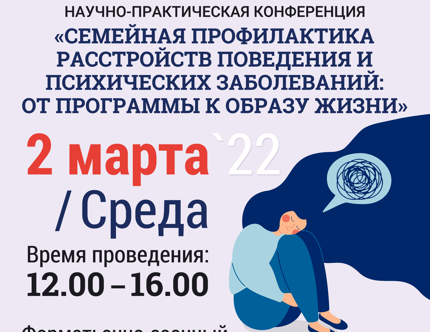 НАУЧНО-ПРАКТИЧЕСКАЯ КОНФЕРЕНЦИЯ
«СЕМЕЙНАЯ ПРОФИЛАКТИКА
РАССТРОЙСТВ ПОВЕДЕНИЯ И
ПСИХИЧЕСКИХ ЗАБОЛЕВАНИЙ:
ОТ ПРОГРАММЫ К ОБРАЗУ ЖИЗНИ»
2 марта `22
/ Среда
Время проведения:
12.00 – 16.00